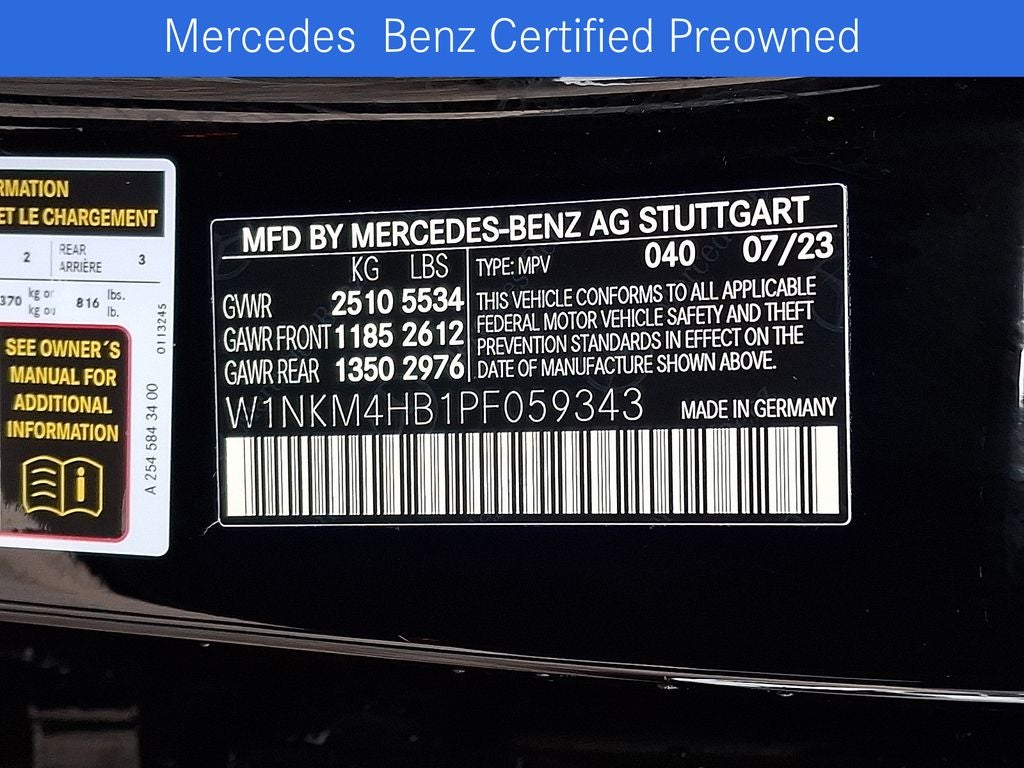 Mercedes Benz Certified Preowned
RMATION
ET LE CHARGEMENT
2 REAR ARRIÈRE 3
370 kg or kg ou 816 lbs. lb.
SEE OWNER´S
MANUAL FOR
ADDITIONAL
INFORMATION
i
0113245
A 254 584 34 00
MFD BY MERCEDES-BENZ AG STUTTGART
040 07/23
KG LBS
GVWR 2510 5534
GAWR FRONT 1185 2612
GAWR REAR 1350 2976
TYPE: MPV
THIS VEHICLE CONFORMS TO ALL APPLICABLE
FEDERAL MOTOR VEHICLE SAFETY AND THEFT
PREVENTION STANDARDS IN EFFECT ON THE
DATE OF MANUFACTURE SHOWN ABOVE.
W1NKM4HB1PF059343 MADE IN GERMANY